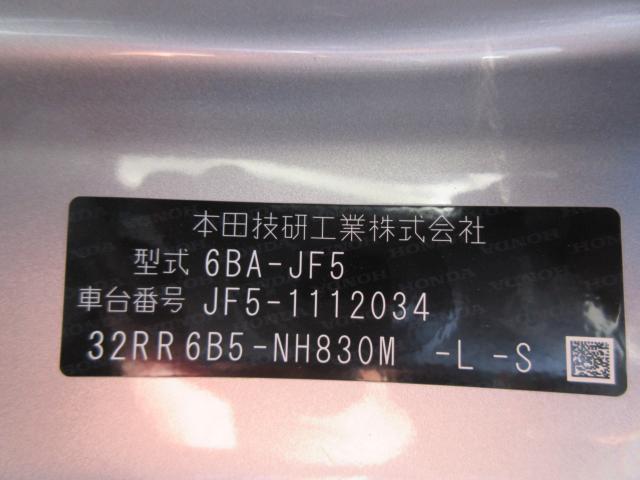 本田技研工業株式会社
型式 6BA-JF5
車台番号 JF5-1112034
32RR6B5-NH830M -L -S